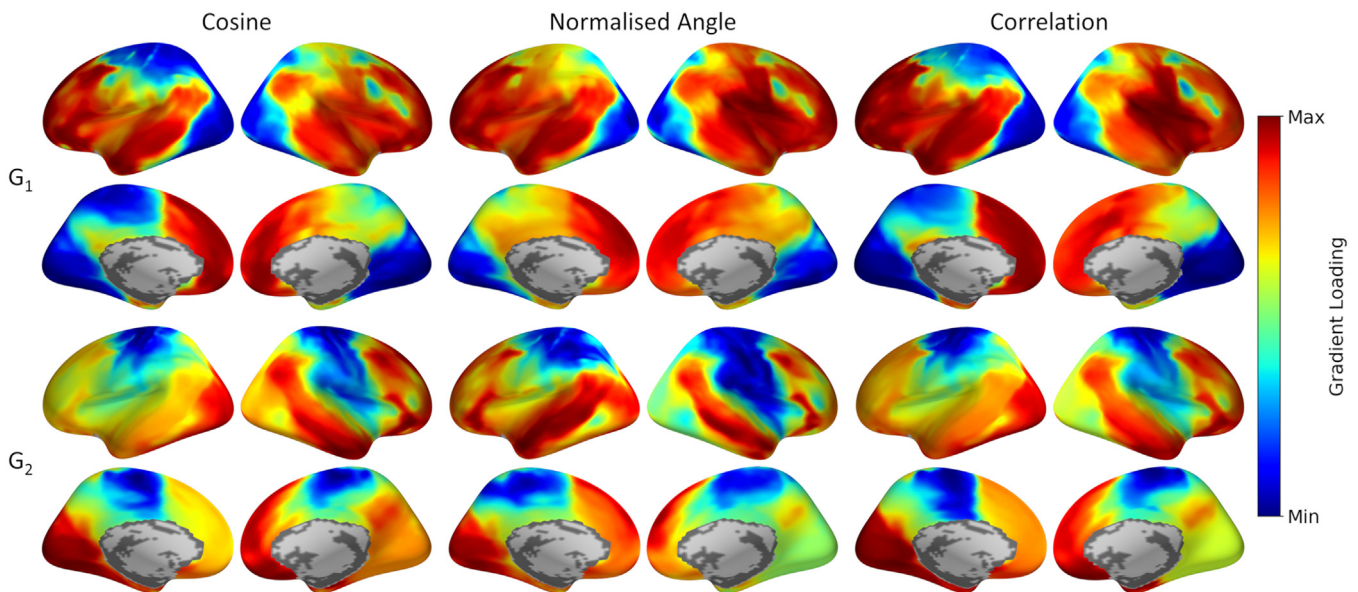 Cosine
Normalised Angle
Correlation
G1
G2
Max
Gradient Loading
Min